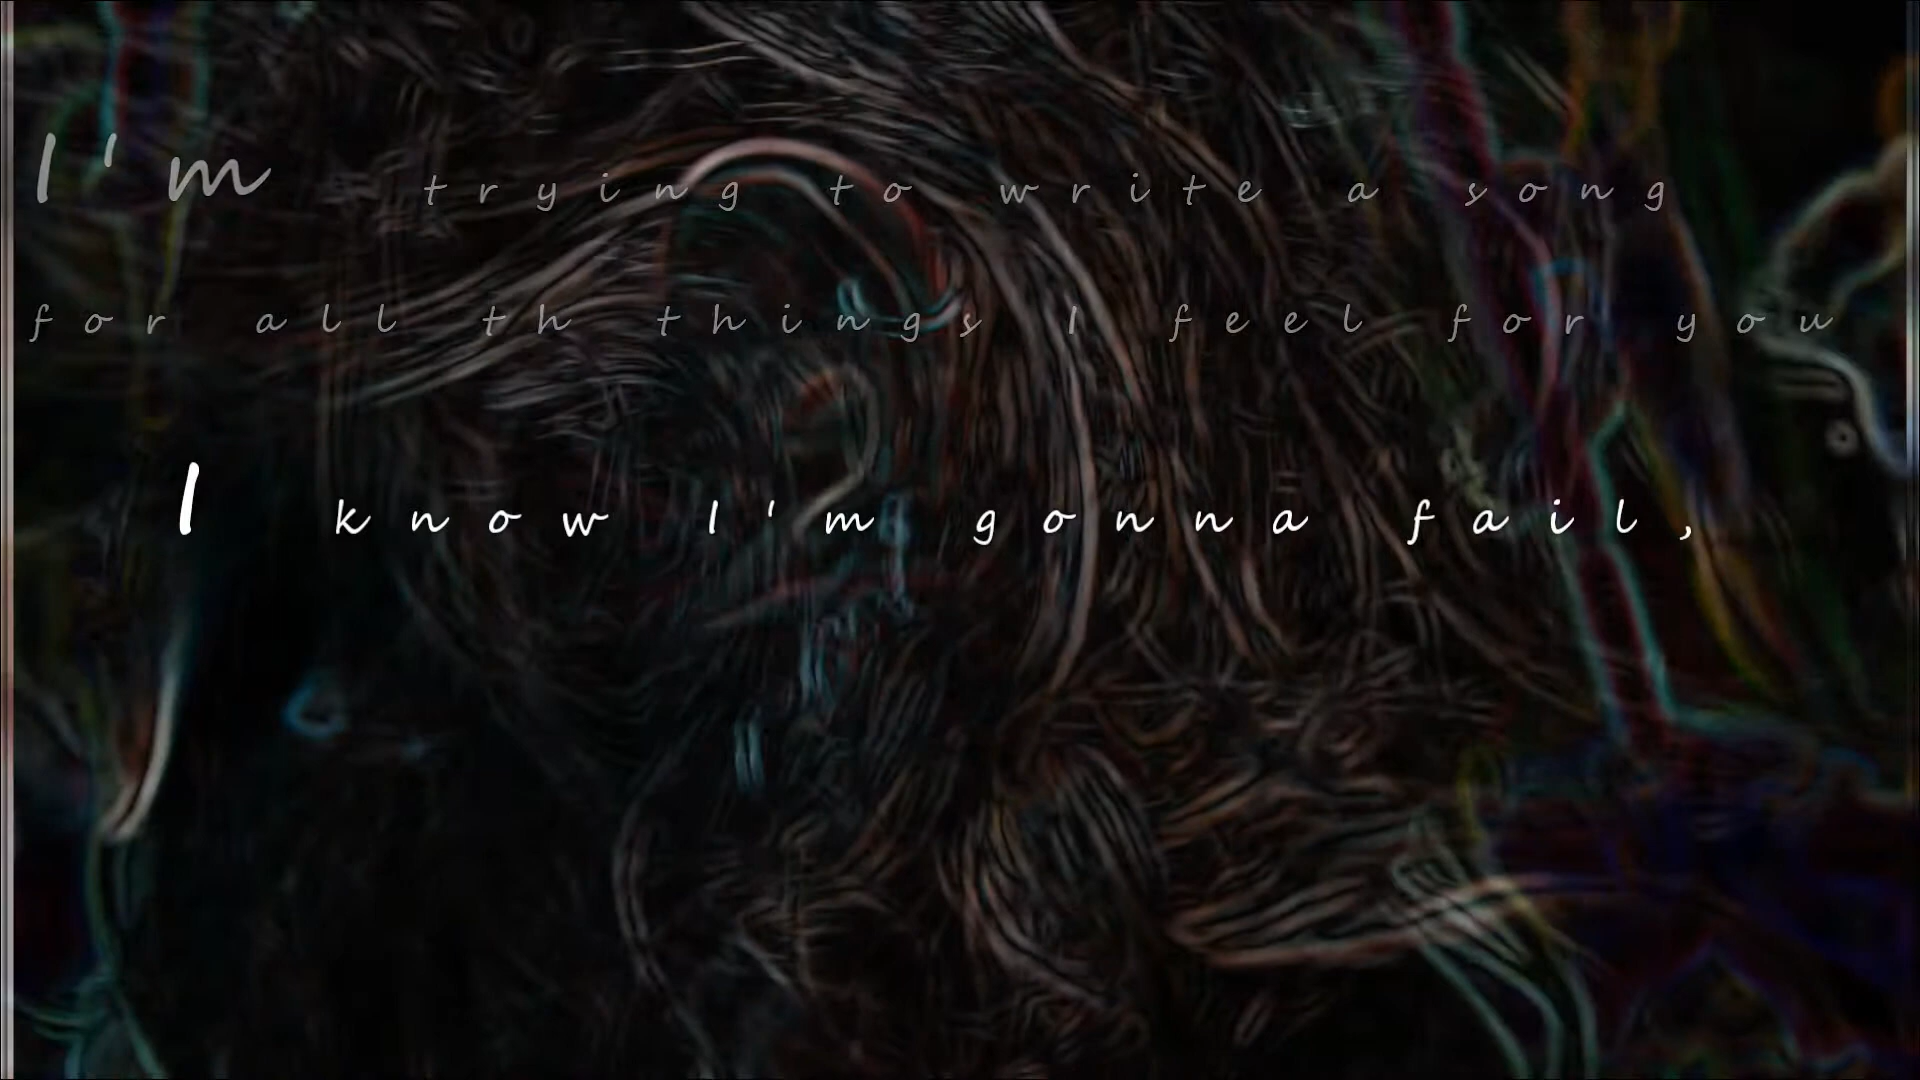 I'm trying to write a song
for all th things I feel for you
I know I'm gonna fail,